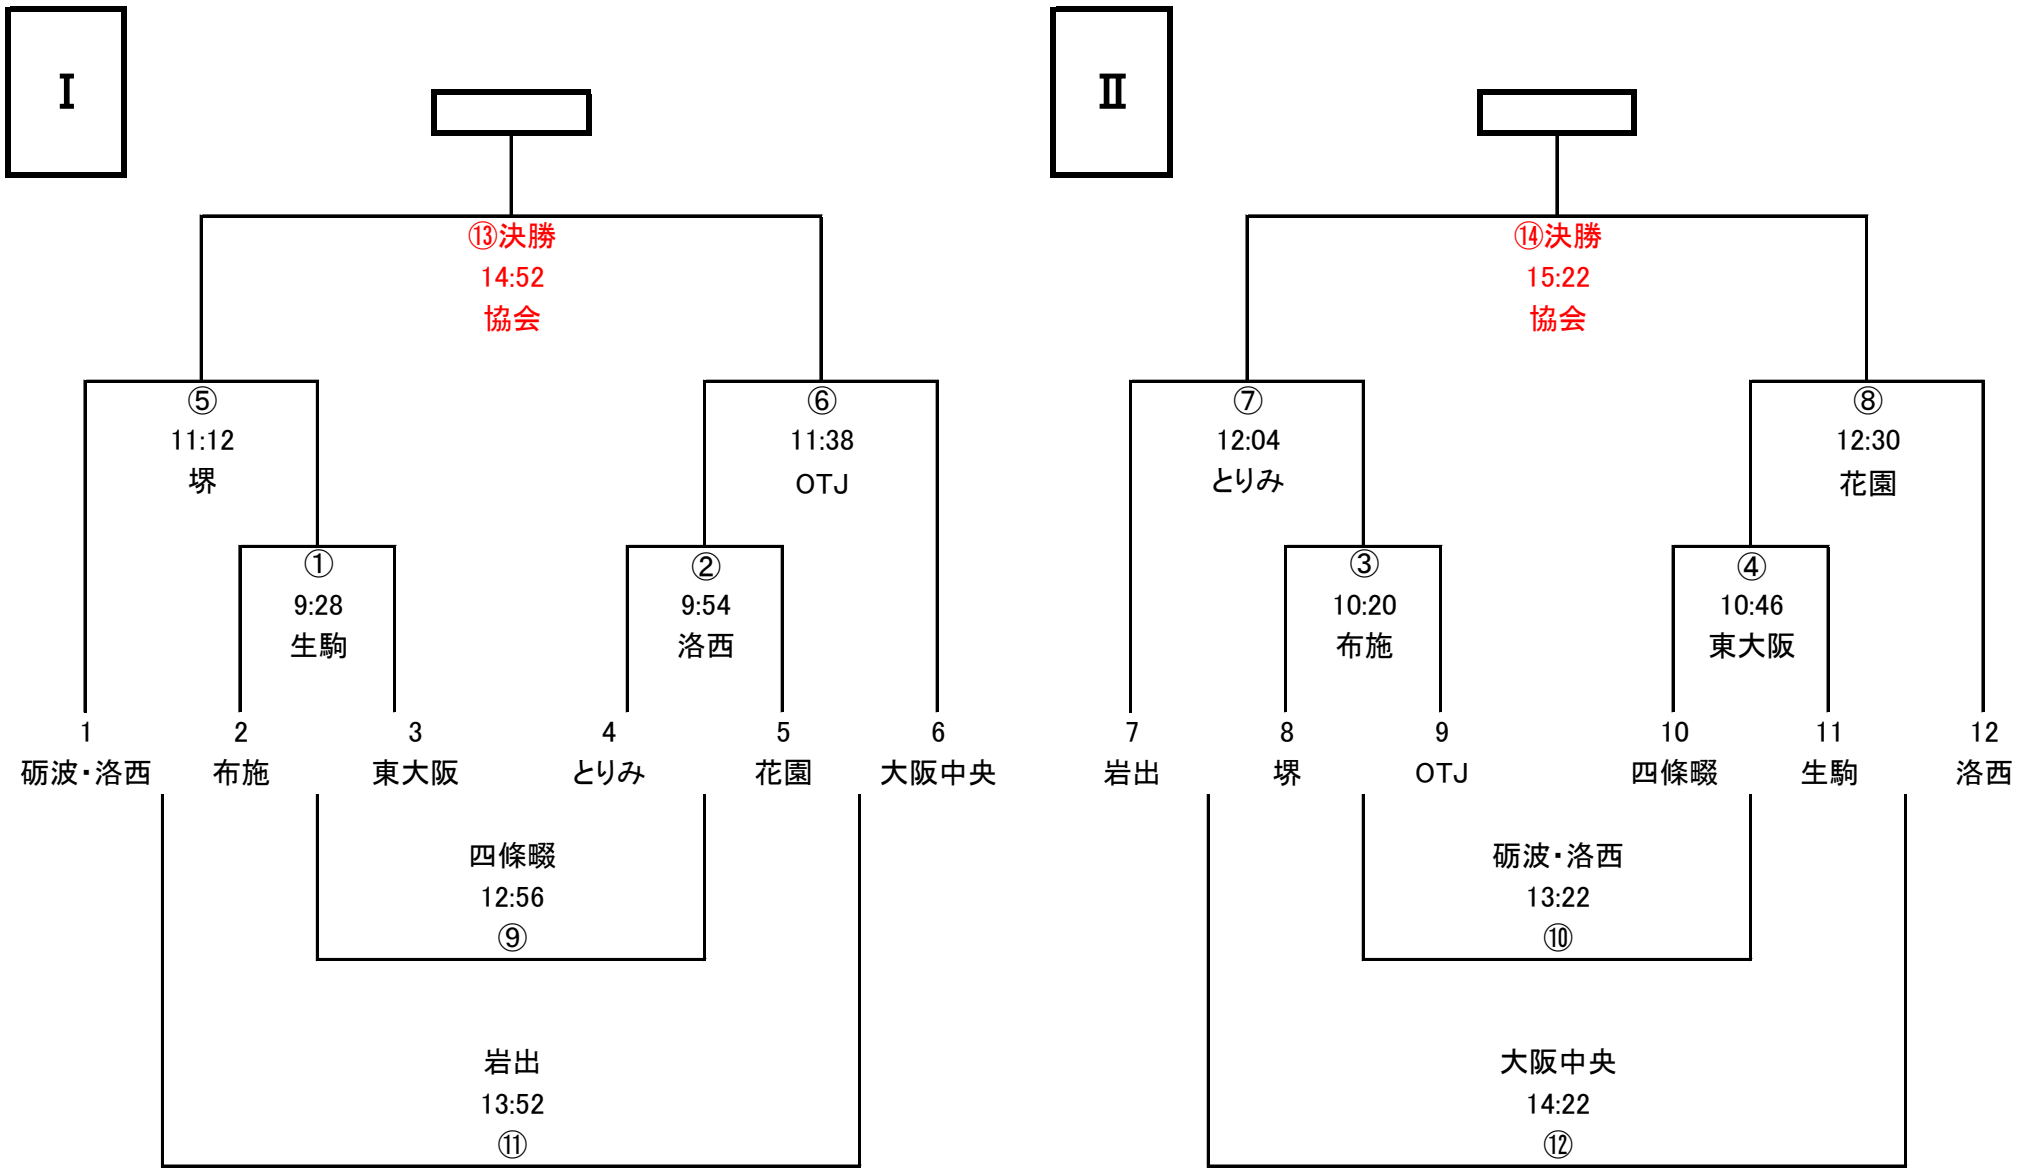 Ⅰ
⑬決勝
14:52
協会
⑤
11:12
堺
⑥
11:38
OTJ
①
9:28
生駒
②
9:54
洛西
1
2
3
4
5
6
砺波・洛西
布施
東大阪
とりみ
花園
大阪中央
四條畷
12:56
⑨
岩出
13:52
⑪
Ⅱ
⑭決勝
15:22
協会
⑦
12:04
とりみ
⑧
12:30
花園
③
10:20
布施
④
10:46
東大阪
7
8
9
10
11
12
岩出
堺
OTJ
四條畷
生駒
洛西
砺波・洛西
13:22
⑩
大阪中央
14:22
⑫